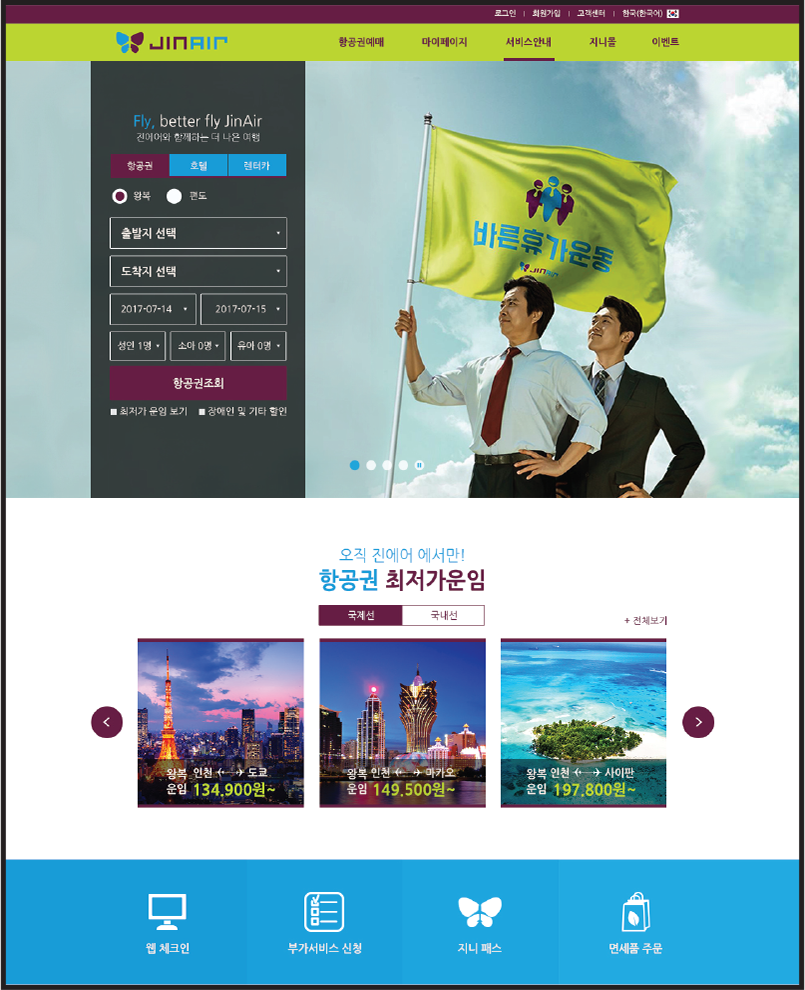 로그인 | 회원가입 | 고객센터 | 한국(한국어)
JINAIR 항공권예매 마이페이지 서비스안내 지니몰 이벤트
Fly, better fly JinAir
진에어와 함께하는 더 나은 여행
항공권 호텔 렌터카
왕복 편도
출발지 선택
도착지 선택
2017-07-14 2017-07-15
성인 1명 소아 0명 유아 0명
항공권조회
최저가 운임 보기 장애인 및 기타 할인
바른휴가운동
JINAIR
오직 진에어 에서만!
항공권 최저가운임
국제선 국내선
+ 전체보기
왕복 인천 도쿄
운임 134,900원~
왕복 인천 마카오
운임 149,500원~
왕복 인천 사이판
운임 197,800원~
웹 체크인 부가서비스 신청 지니 패스 면세품 주문